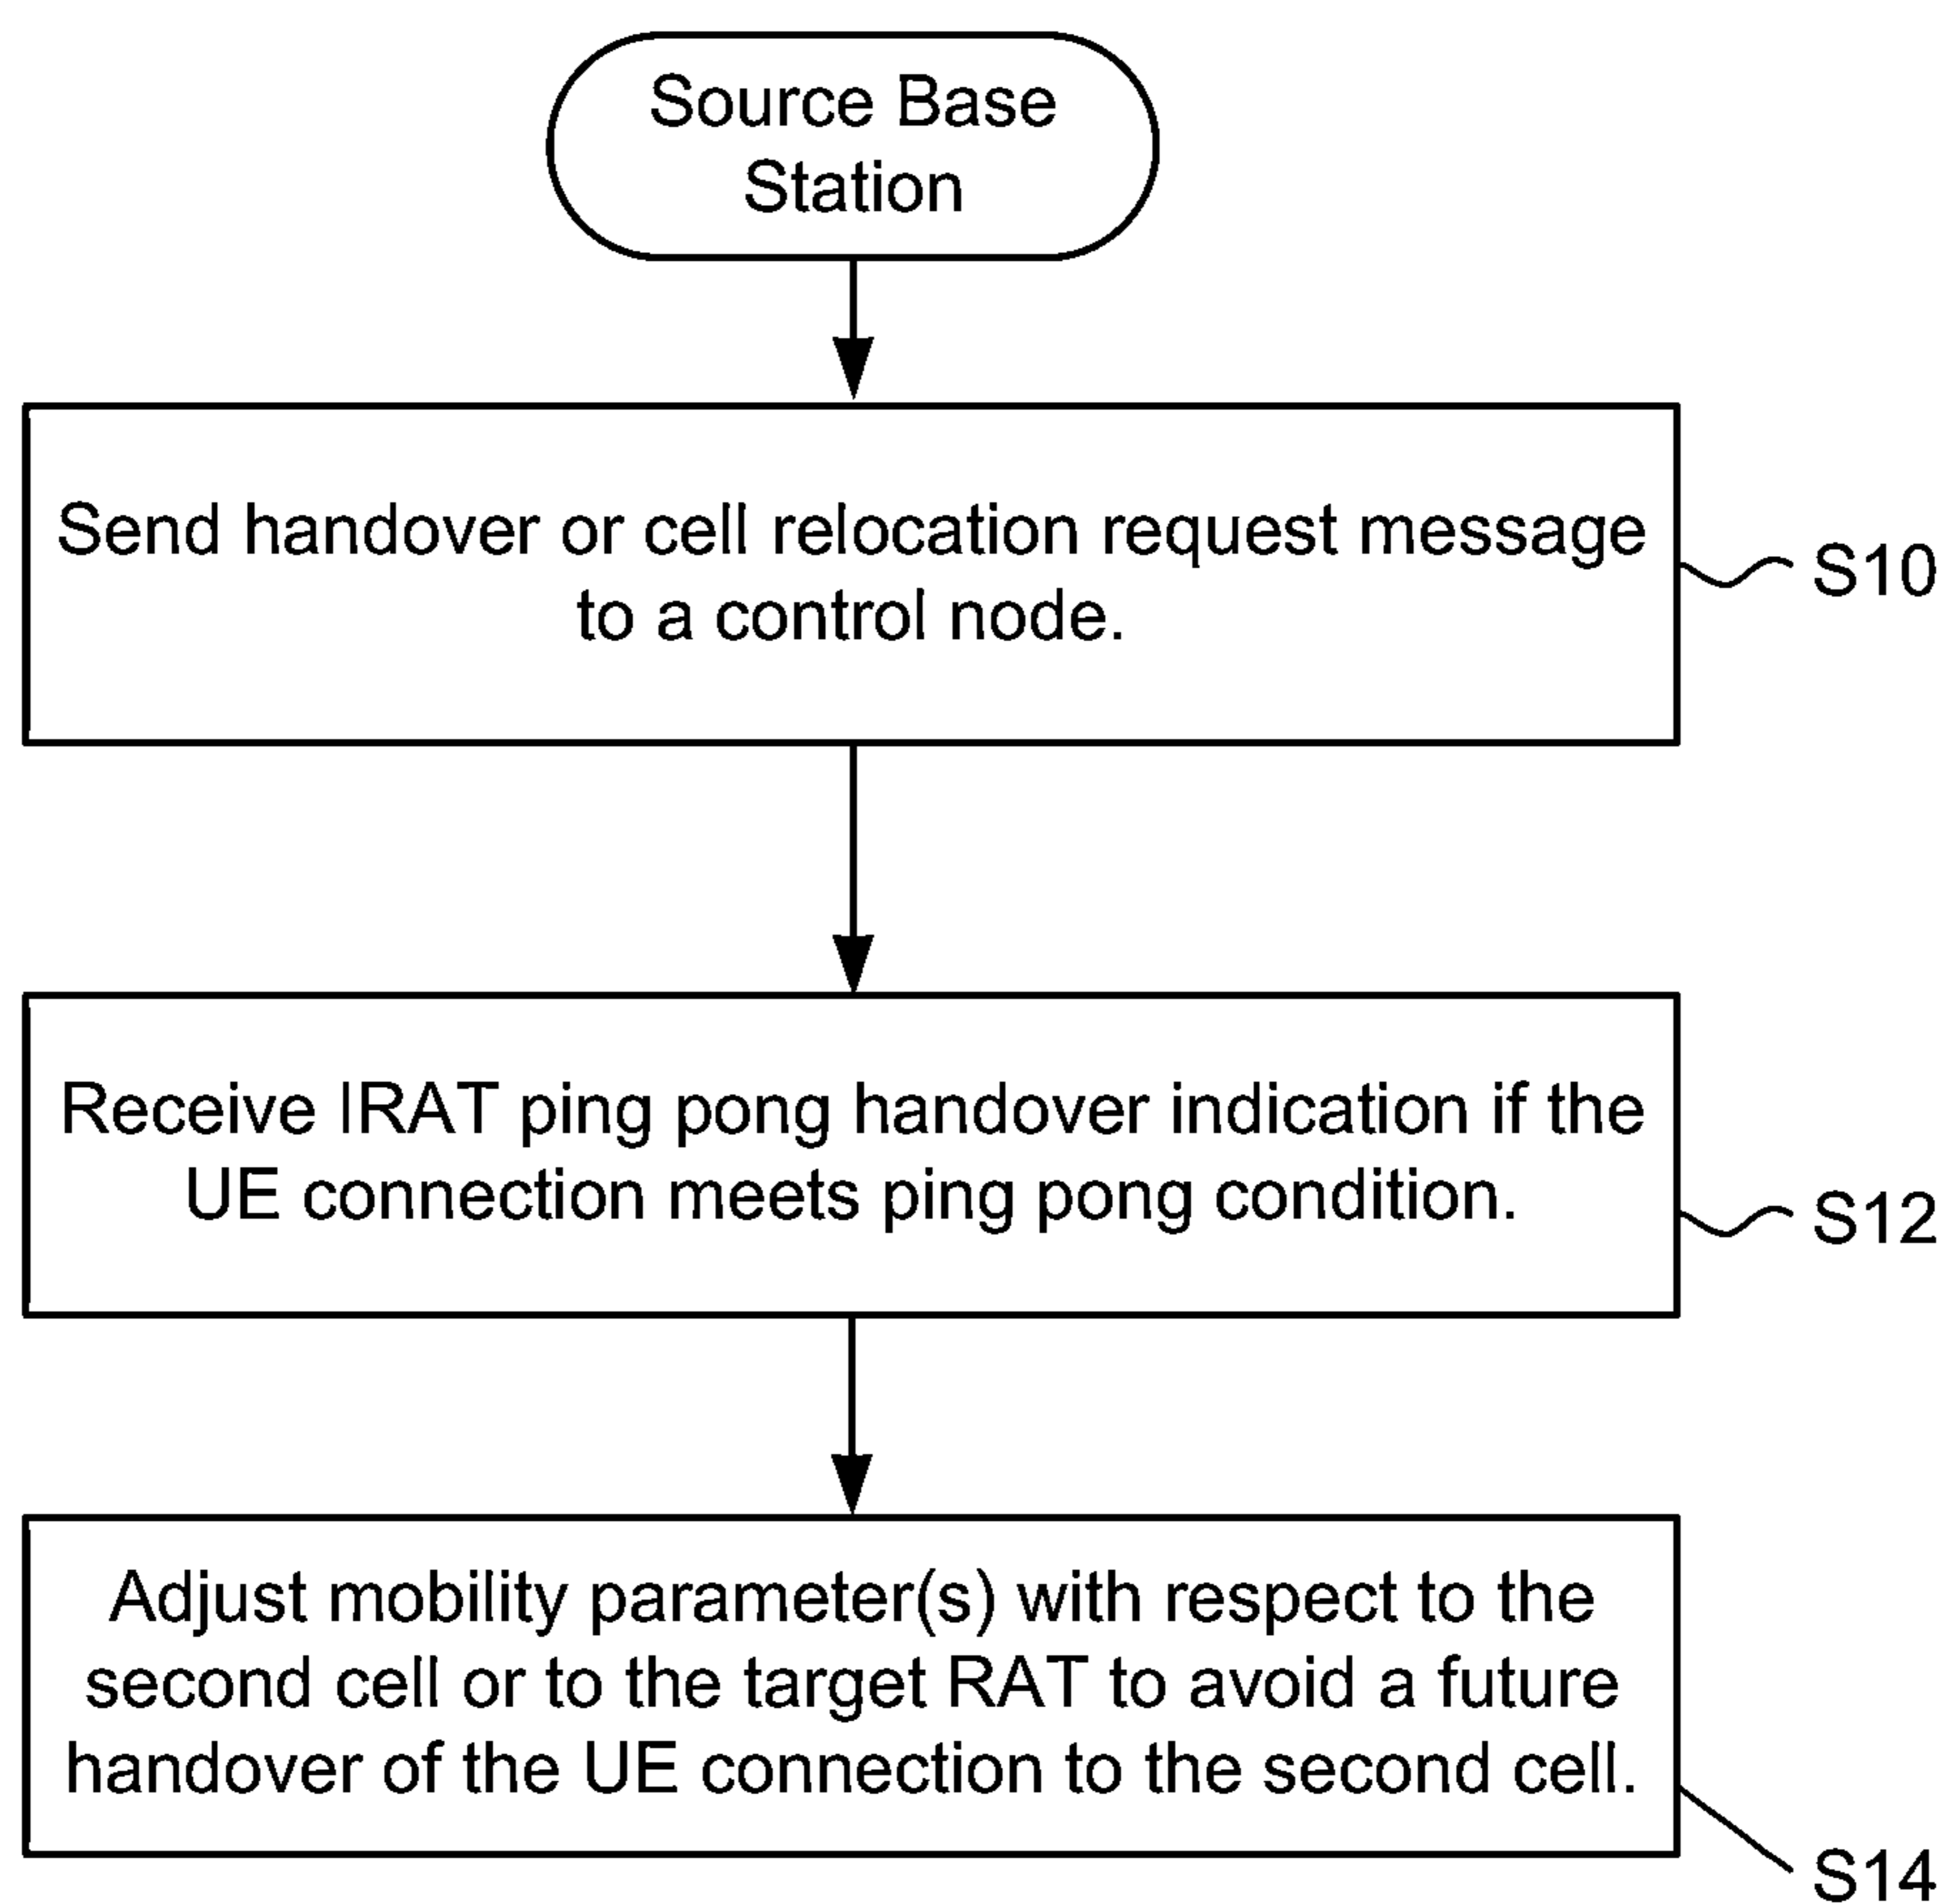 Source Base
Station
Send handover or cell relocation request message
to a control node.
S10
Receive IRAT ping pong handover indication if the
UE connection meets ping pong condition.
S12
Adjust mobility parameter(s) with respect to the
second cell or to the target RAT to avoid a future
handover of the UE connection to the second cell.
S14